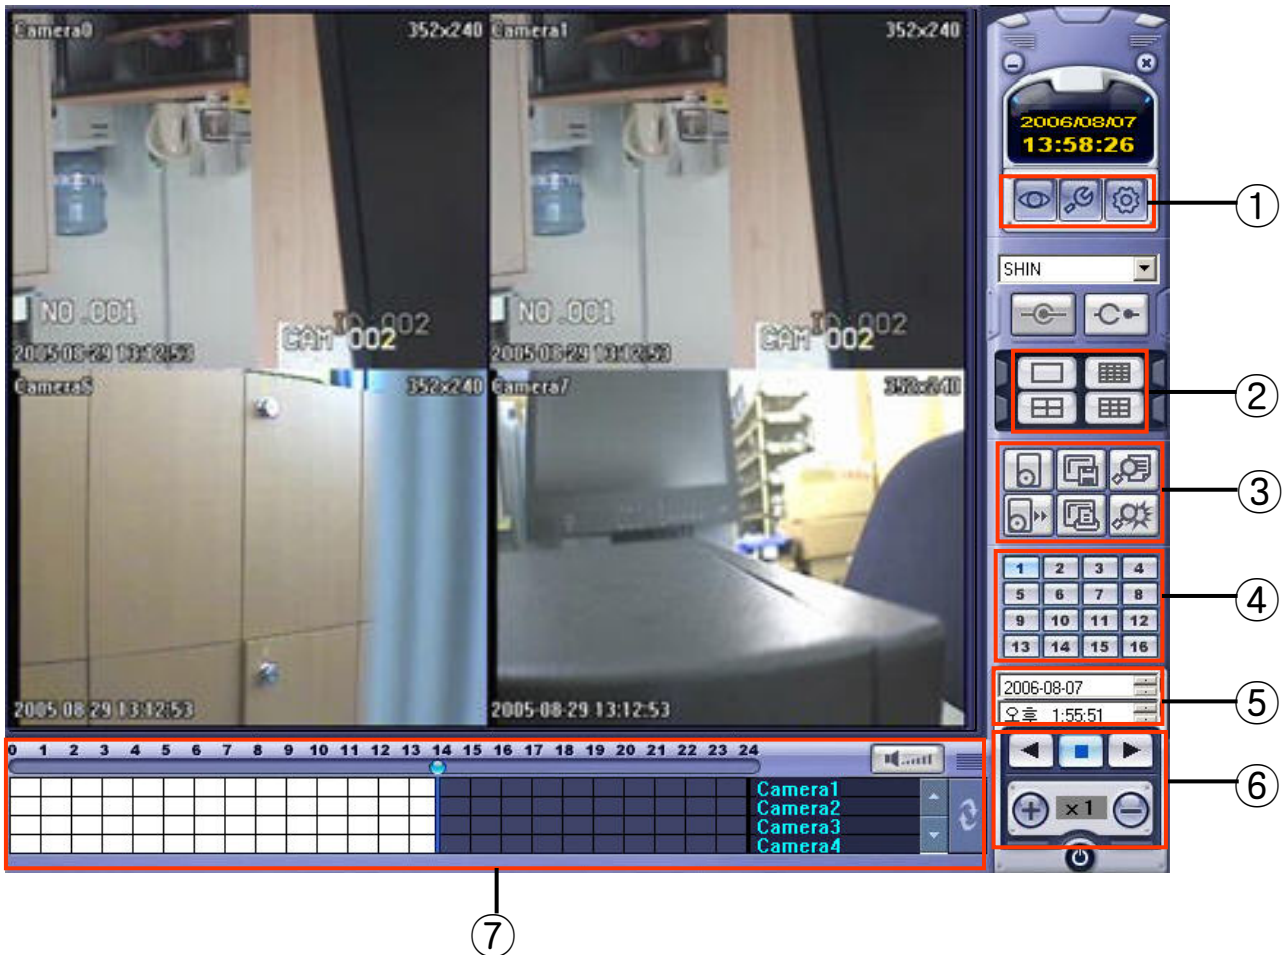 Camera0 352x240
Camera1 352x240
NO.001
CAM 002
2005-08-29 13:12:53
NO.001
CAM 002
2005-08-29 13:12:53
352x240
Camera7 352x240
2005-08-29 13:12:53
2005-08-29 13:12:53
2006/08/07
13:58:26
①
SHIN
②
③
1 2 3 4
5 6 7 8
9 10 11 12
13 14 15 16
④
2006-08-07
오후 1:55:51
⑤
x1
⑥
0 1 2 3 4 5 6 7 8 9 10 11 12 13 14 15 16 17 18 19 20 21 22 23 24
Camera1
Camera2
Camera3
Camera4
⑦